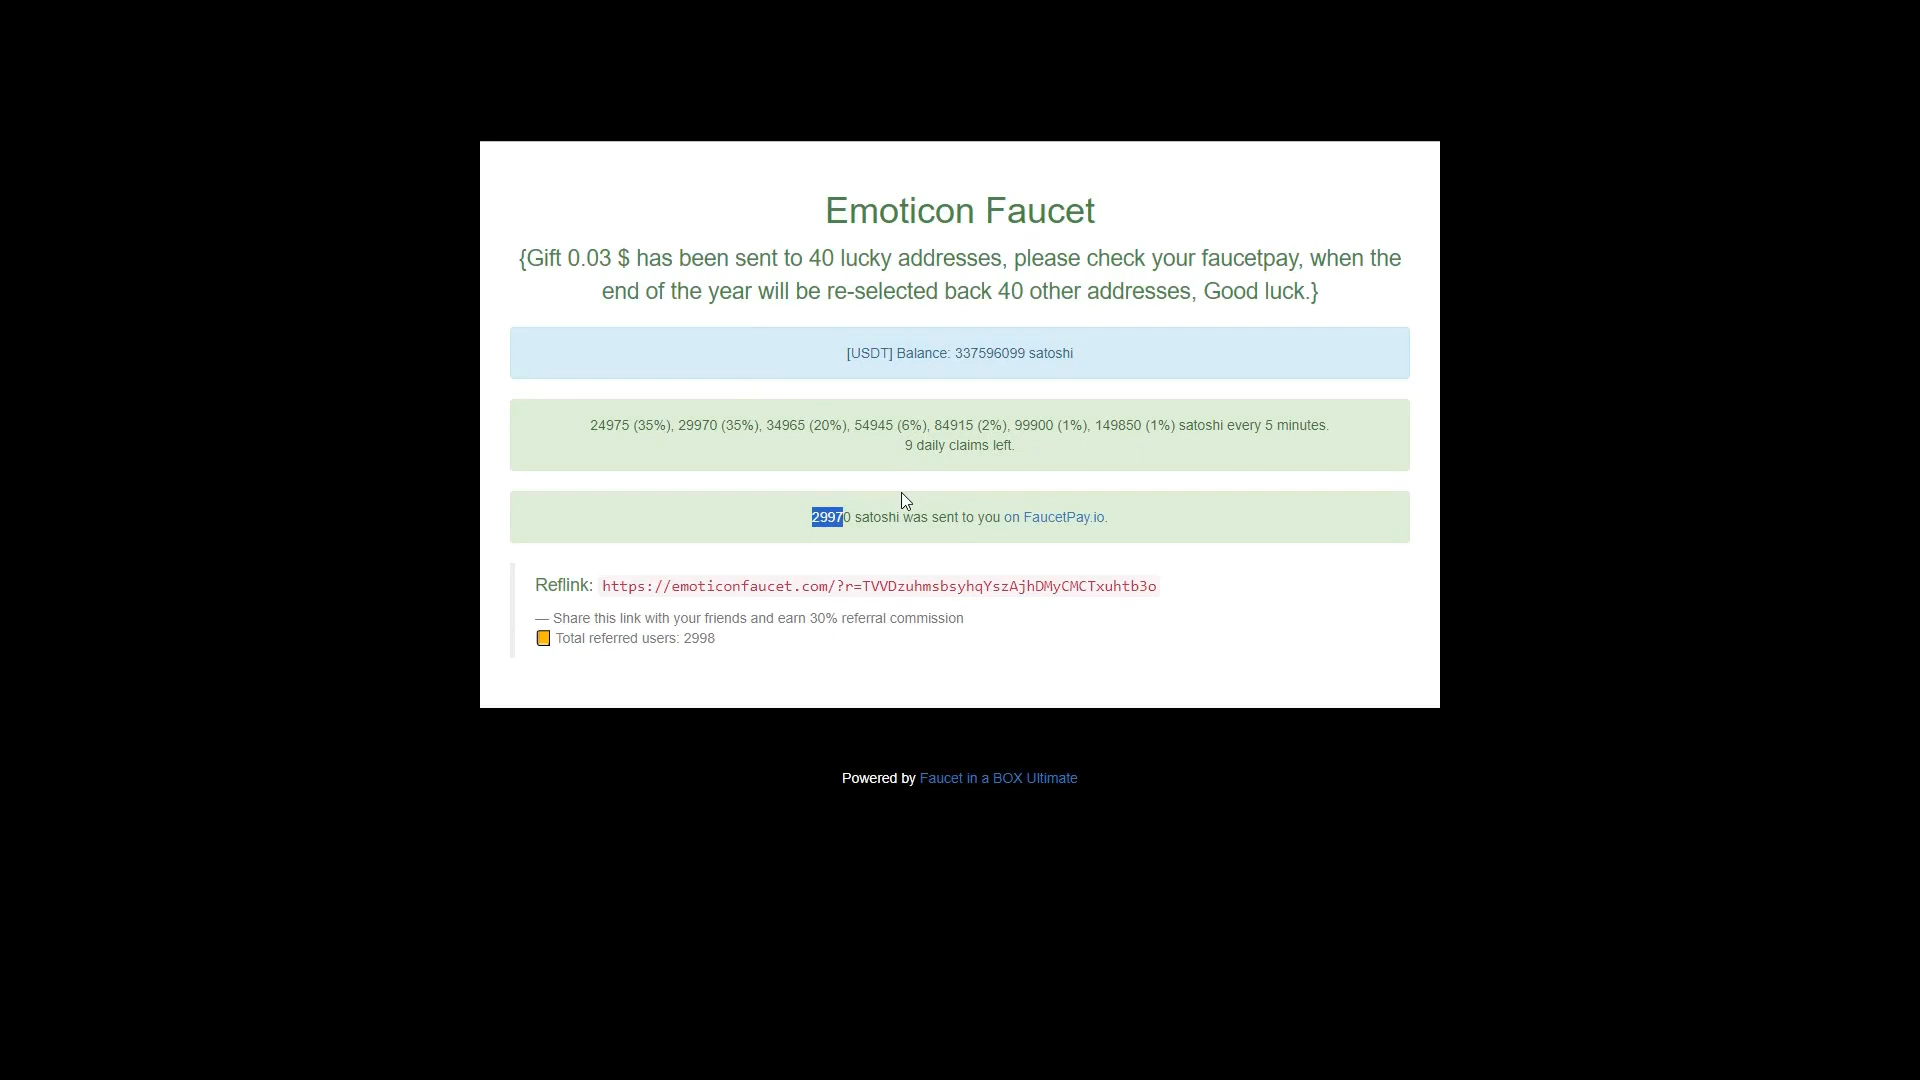 Emoticon Faucet
{Gift 0.03 $ has been sent to 40 lucky addresses, please check your faucetpay, when the
end of the year will be re-selected back 40 other addresses, Good luck.}
[USDT] Balance: 337596099 satoshi
24975 (35%), 29970 (35%), 34965 (20%), 54945 (6%), 84915 (2%), 99900 (1%), 149850 (1%) satoshi every 5 minutes.
9 daily claims left.
29970 satoshi was sent to you on FaucetPay.io.
Reflink: https://emoticonfaucet.com/?r=TVVDzuhmsbsyhqYszAjhDMyCMCTxuhtb3o
— Share this link with your friends and earn 30% referral commission
Total referred users: 2998
Powered by Faucet in a BOX Ultimate